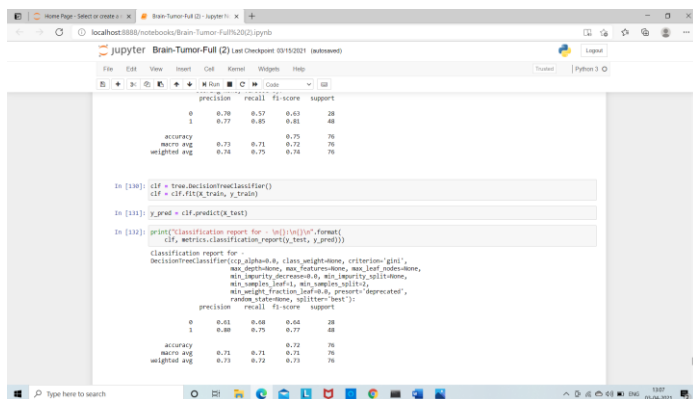 Home Page - Select or create a n
Brain-Tumor-Full (2) - Jupyter N
localhost:8888/notebooks/Brain-Tumor-Full%20(2).ipynb
jupyter Brain-Tumor-Full (2) Last Checkpoint: 03/15/2021 (autosaved)
Logout
File Edit View Insert Cell Kernel Widgets Help
Trusted Python 3
Run Code
precision recall f1-score support
0 0.70 0.57 0.63 28
1 0.77 0.85 0.81 48
accuracy 0.75 76
macro avg 0.73 0.71 0.72 76
weighted avg 0.74 0.75 0.74 76
In [130]: clf = tree.DecisionTreeClassifier()
clf = clf.fit(X_train, y_train)
In [131]: y_pred = clf.predict(X_test)
In [132]: print("Classification report for - \n{}:\n{}\n".format(
clf, metrics.classification_report(y_test, y_pred)))
Classification report for -
DecisionTreeClassifier(ccp_alpha=0.0, class_weight=None, criterion='gini',
max_depth=None, max_features=None, max_leaf_nodes=None,
min_impurity_decrease=0.0, min_impurity_split=None,
min_samples_leaf=1, min_samples_split=2,
min_weight_fraction_leaf=0.0, presort='deprecated',
random_state=None, splitter='best'):
precision recall f1-score support
0 0.61 0.68 0.64 28
1 0.80 0.75 0.77 48
accuracy 0.72 76
macro avg 0.71 0.71 0.71 76
weighted avg 0.73 0.72 0.73 76
Type here to search
ENG
13:07
01-04-2021